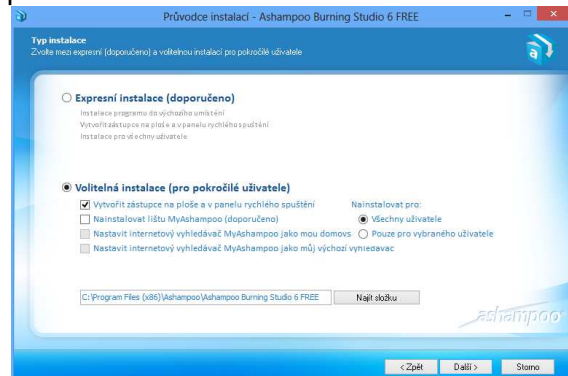 Průvodce instalací - Ashampoo Burning Studio 6 FREE
Typ instalace
Zvolte mezi expresní (doporučeno) a volitelnou instalací pro pokročilé uživatele
Expresní instalace (doporučeno)
Instalace programu do výchozího umístění
Vytvořit zástupce na ploše a v panelu rychlého spuštění
Instalace pro všechny uživatele
Volitelná instalace (pro pokročilé uživatele)
Vytvořit zástupce na ploše a v panelu rychlého spuštění
Nainstalovat pro:
Nainstalovat lištu MyAshampoo (doporučeno)
Všechny uživatele
Nastavit internetový vyhledávač MyAshampoo jako mou domovs
Pouze pro vybraného uživatele
Nastavit internetový vyhledávač MyAshampoo jako můj výchozí vyhledavac
C:\Program Files (x86)\Ashampoo\Ashampoo Burning Studio 6 FREE
Najít složku
ashampoo
< Zpět
Další >
Storno